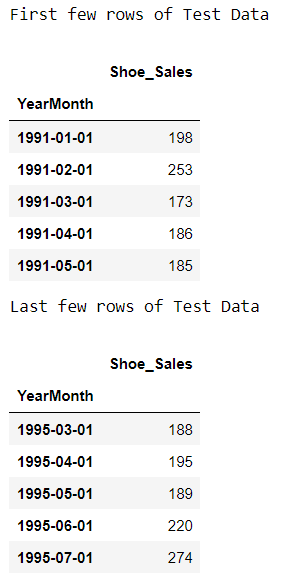 First few rows of Test Data
Shoe_Sales
YearMonth
1991-01-01 198
1991-02-01 253
1991-03-01 173
1991-04-01 186
1991-05-01 185
Last few rows of Test Data
Shoe_Sales
YearMonth
1995-03-01 188
1995-04-01 195
1995-05-01 189
1995-06-01 220
1995-07-01 274